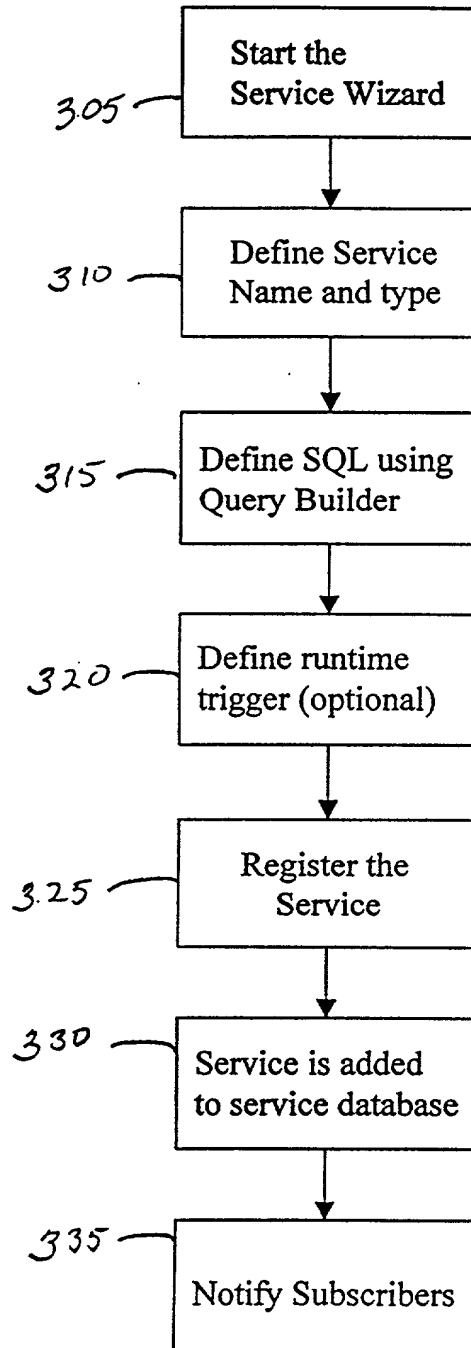 305
Start the
Service Wizard
310
Define Service
Name and type
315
Define SQL using
Query Builder
320
Define runtime
trigger (optional)
325
Register the
Service
330
Service is added
to service database
335
Notify Subscribers